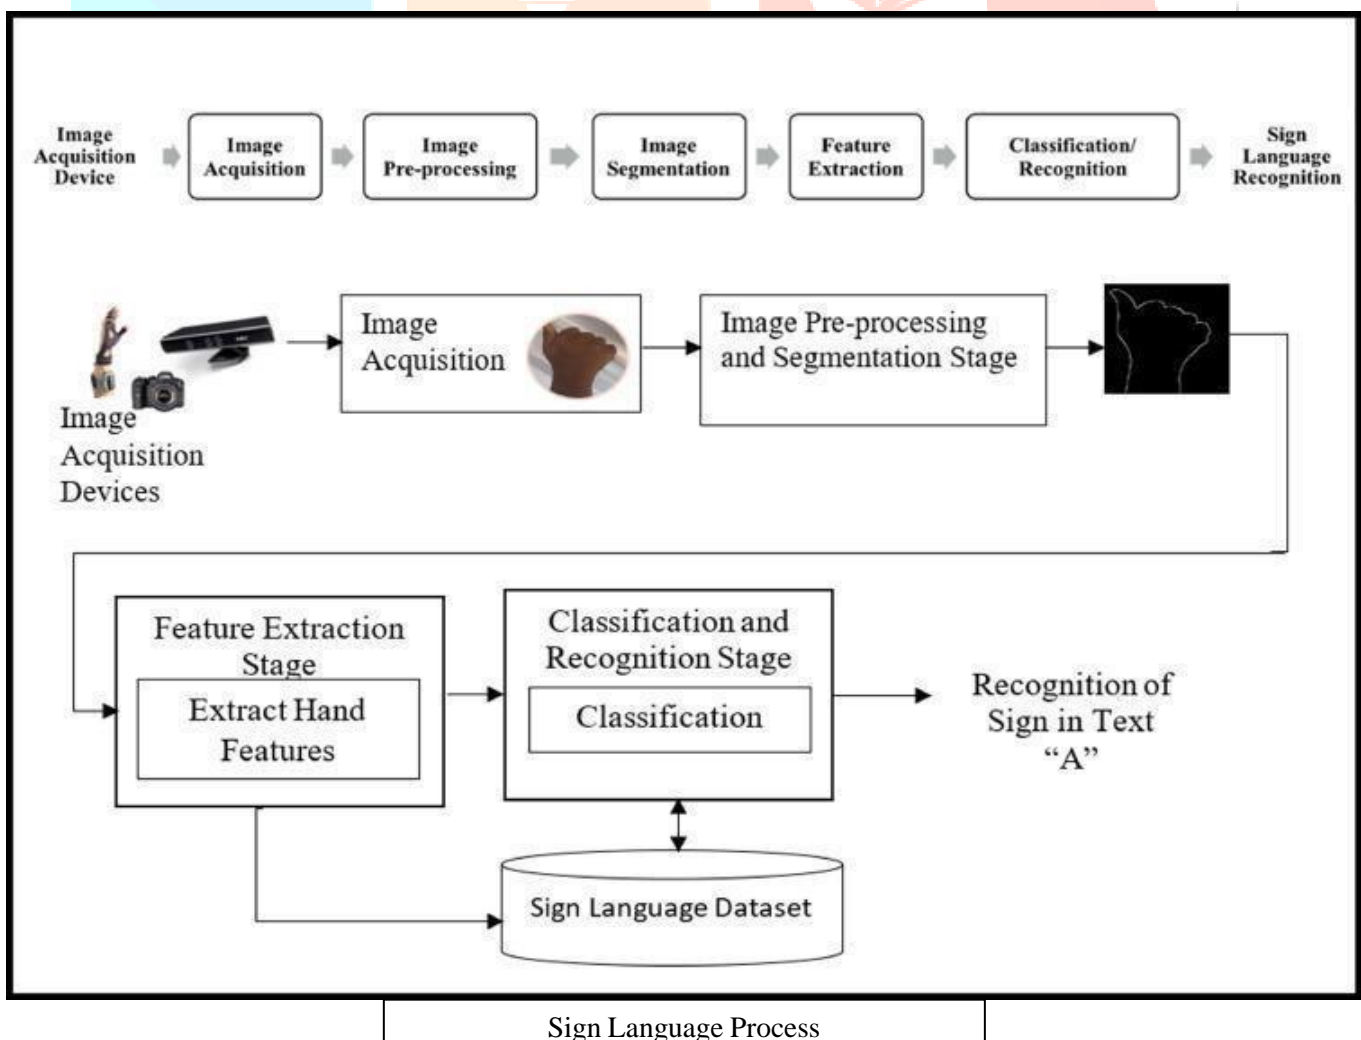 Image
Acquisition
Device
Image
Acquisition
Image
Pre-processing
Image
Segmentation
Feature
Extraction
Classification/
Recognition
Sign
Language
Recognition
Image
Acquisition
Devices
Image
Acquisition
Image Pre-processing
and Segmentation Stage
Feature Extraction
Stage
Extract Hand
Features
Classification and
Recognition Stage
Classification
Recognition of
Sign in Text
“A”
Sign Language Dataset
Sign Language Process